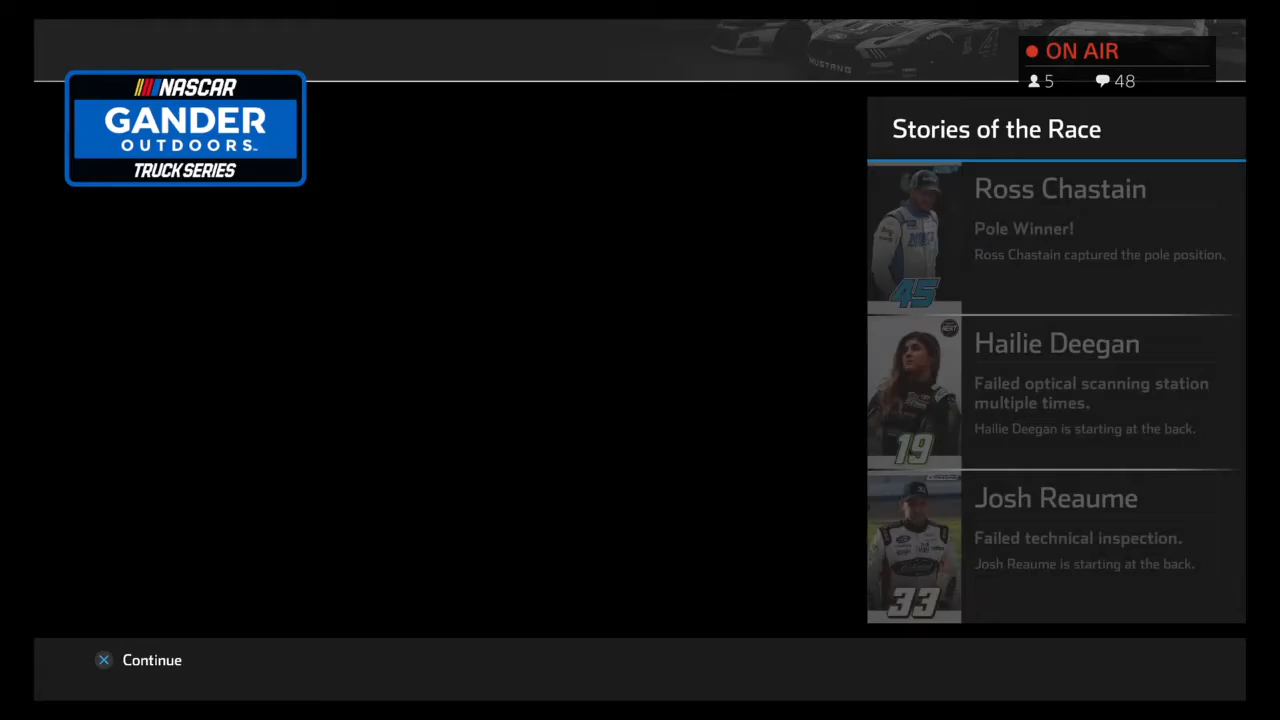 MUSTANG
ON AIR
5 48
NASCAR
GANDER
OUTDOORS
TRUCK SERIES
Stories of the Race
Ross Chastain
Pole Winner!
Ross Chastain captured the pole position.
45
Hailie Deegan
Failed optical scanning station
multiple times.
Hailie Deegan is starting at the back.
19
Josh Reaume
Failed technical inspection.
Josh Reaume is starting at the back.
33
Continue